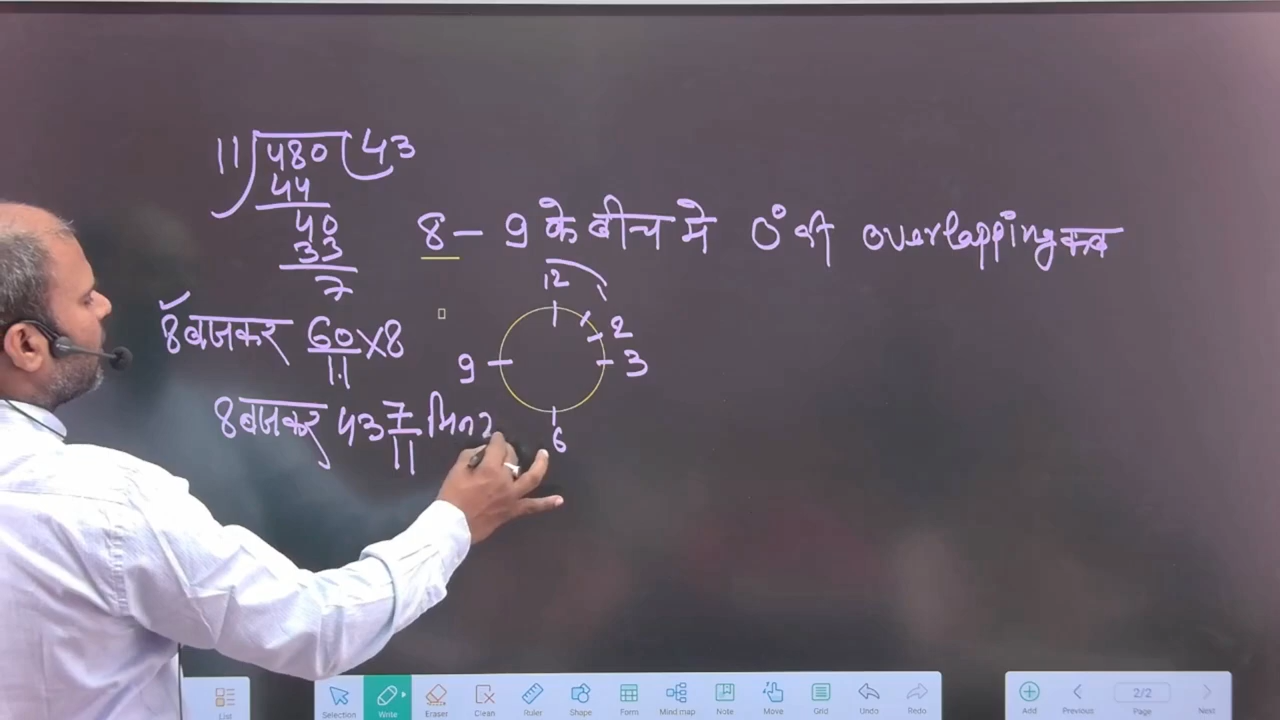 11 480 43
44
40
33
7
8 - 9 के बीच मे 0° की overlapping कब
8 बजकर 60/11 × 8
8 बजकर 43 7/11 मिनट
12
2
3
9
6
List
Selection
Write
Eraser
Clean
Ruler
Shape
Form
Mind map
Note
Move
Grid
Undo
Redo
Add
Previous
2/2
Page
Next